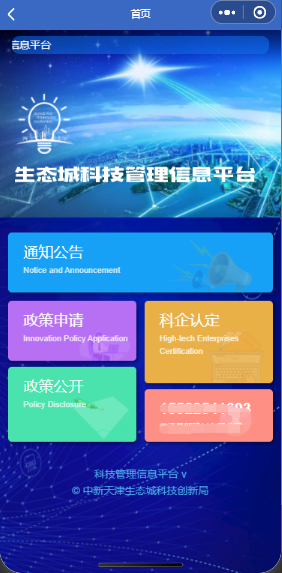 首页
信息平台
生态城科技管理信息平台
通知公告
Notice and Announcement
政策申请
Innovation Policy Application
科企认定
High-tech Enterprises
Certification
政策公开
Policy Disclosure
科技管理信息平台 v
© 中新天津生态城科技创新局